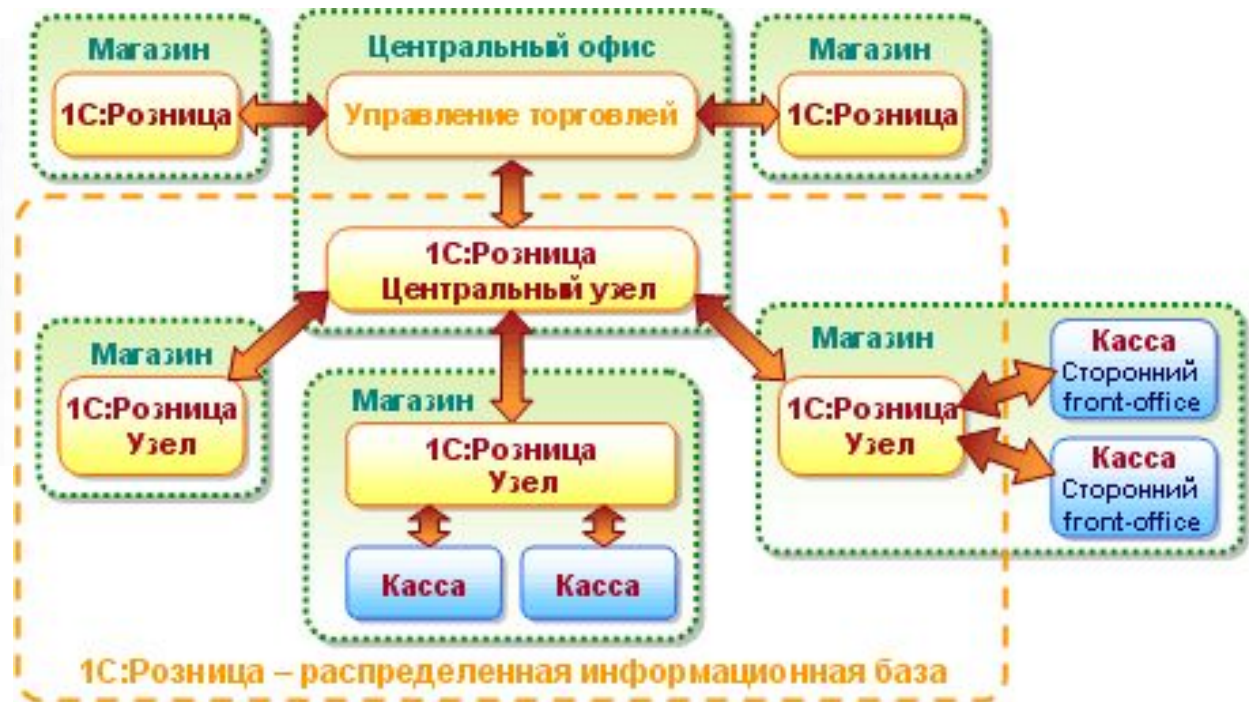 Магазин
1С:Розница
Центральный офис
Управление торговлей
Магазин
1С:Розница
1С:Розница
Центральный узел
Магазин
1С:Розница
Узел
Магазин
1С:Розница
Узел
Касса
Касса
Магазин
1С:Розница
Узел
Касса
Сторонний
front-office
Касса
Сторонний
front-office
1С:Розница – распределенная информационная база